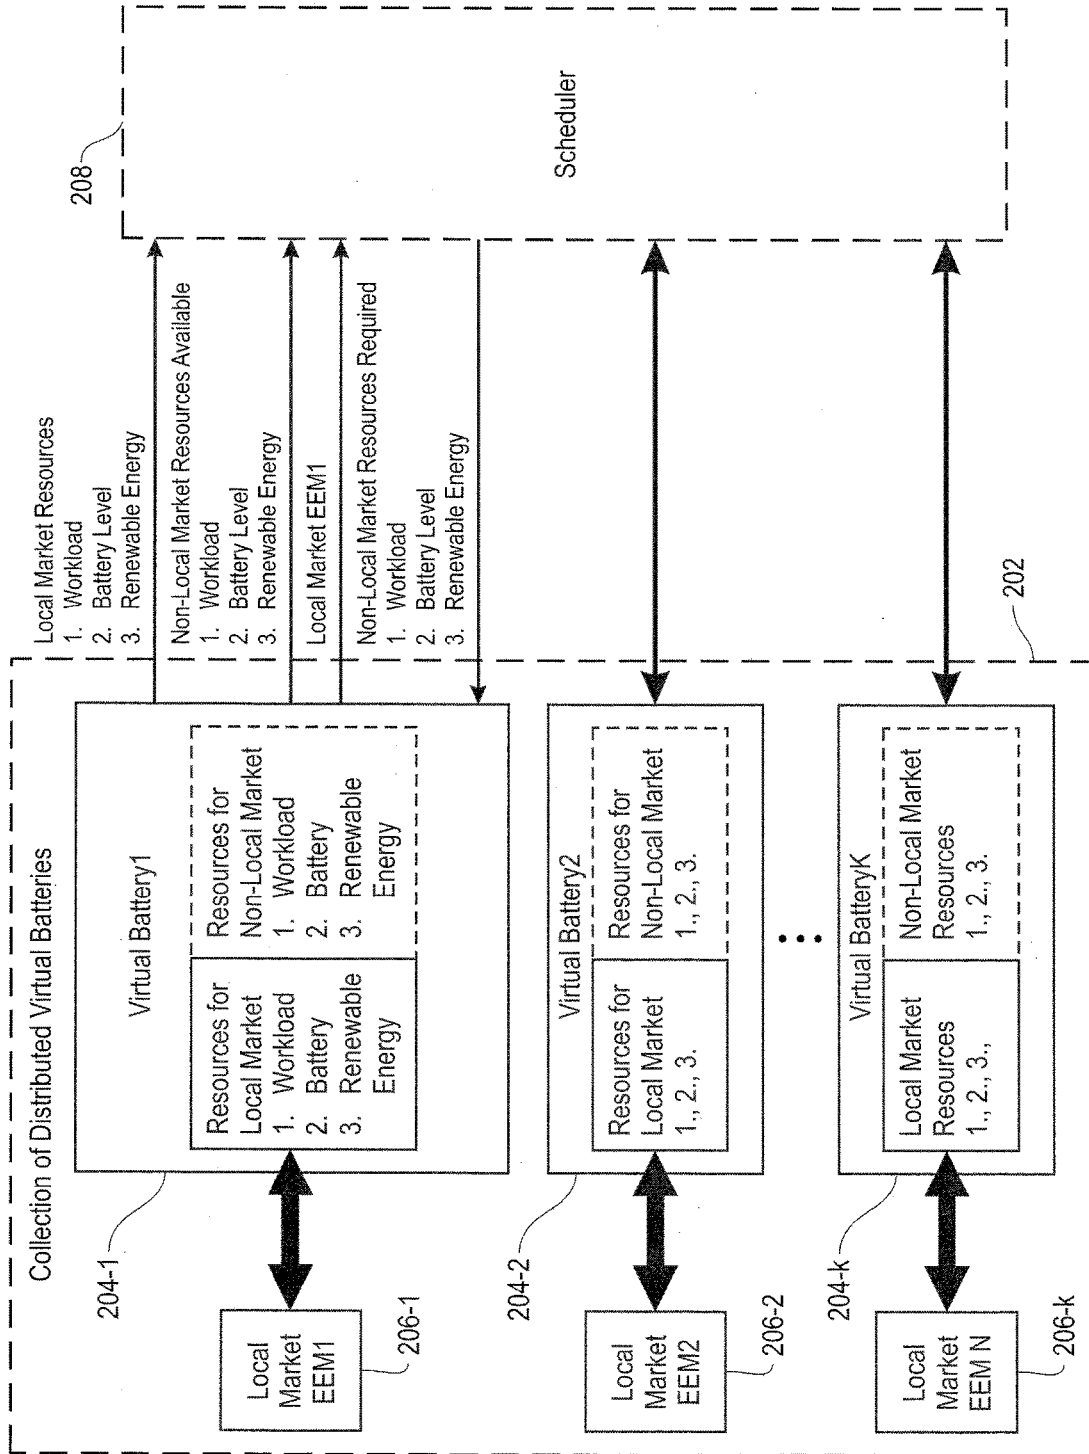 Collection of Distributed Virtual Batteries
204-1
Virtual Battery1
Resources for
Local Market
1. Workload
2. Battery
3. Renewable
Energy
Resources for
Non-Local Market
1. Workload
2. Battery
3. Renewable
Energy
Local
Market
EEM1
206-1
Local Market Resources
1. Workload
2. Battery Level
3. Renewable Energy
Non-Local Market Resources Available
1. Workload
2. Battery Level
3. Renewable Energy
Local Market EEM1
Non-Local Market Resources Required
1. Workload
2. Battery Level
3. Renewable Energy
208
Scheduler
202
204-2
Virtual Battery2
Resources for
Local Market
1., 2., 3.
Resources for
Non-Local Market
1., 2., 3.
Local
Market
EEM2
206-2
204-k
Virtual BatteryK
Local Market
Resources
1., 2., 3.,
Non-Local Market
Resources
1., 2., 3.
Local
Market
EEM N
206-k